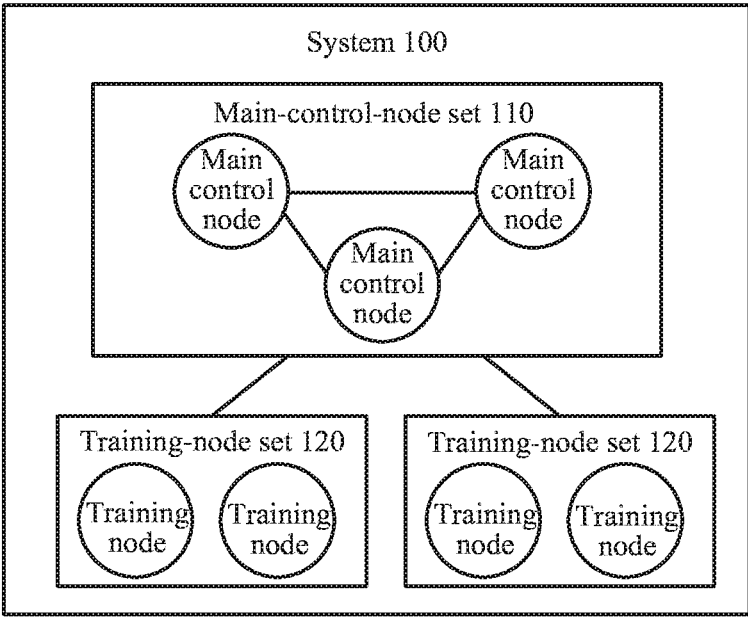 System 100
Main-control-node set 110
Main
control
node
Main
control
node
Main
control
node
Training-node set 120
Training
node
Training
node
Training-node set 120
Training
node
Training
node